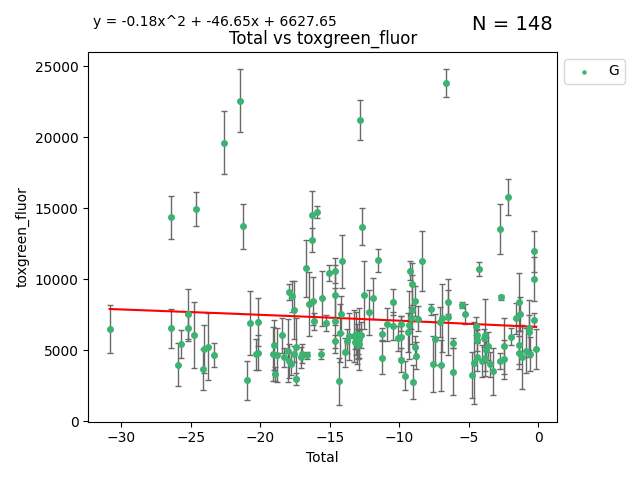 y = -0.18x^2 + -46.65x + 6627.65
N = 148
Total vs toxgreen_fluor
G
25000
20000
15000
10000
5000
0
toxgreen_fluor
−30 −25 −20 −15 −10 −5 0
Total